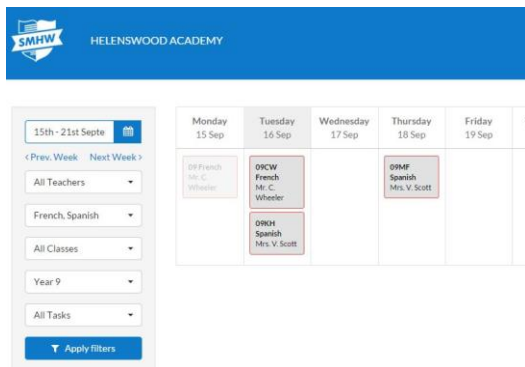 SMHW
HELENSWOOD ACADEMY
15th - 21st Septe
‹ Prev. Week Next Week ›
All Teachers
French, Spanish
All Classes
Year 9
All Tasks
Apply filters
Monday
15 Sep
Tuesday
16 Sep
Wednesday
17 Sep
Thursday
18 Sep
Friday
19 Sep
09 French
Mr. C.
Wheeler
09CW
French
Mr. C.
Wheeler
09KH
Spanish
Mrs. V. Scott
09MF
Spanish
Mrs. V. Scott